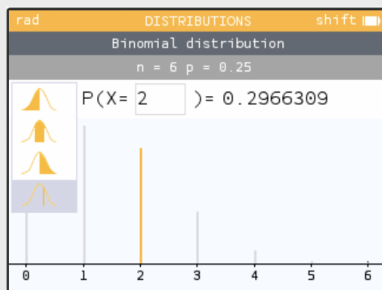 rad DISTRIBUTIONS shift
Binomial distribution
n = 6 p = 0.25
P(X= 2 )= 0.2966309
0 1 2 3 4 5 6